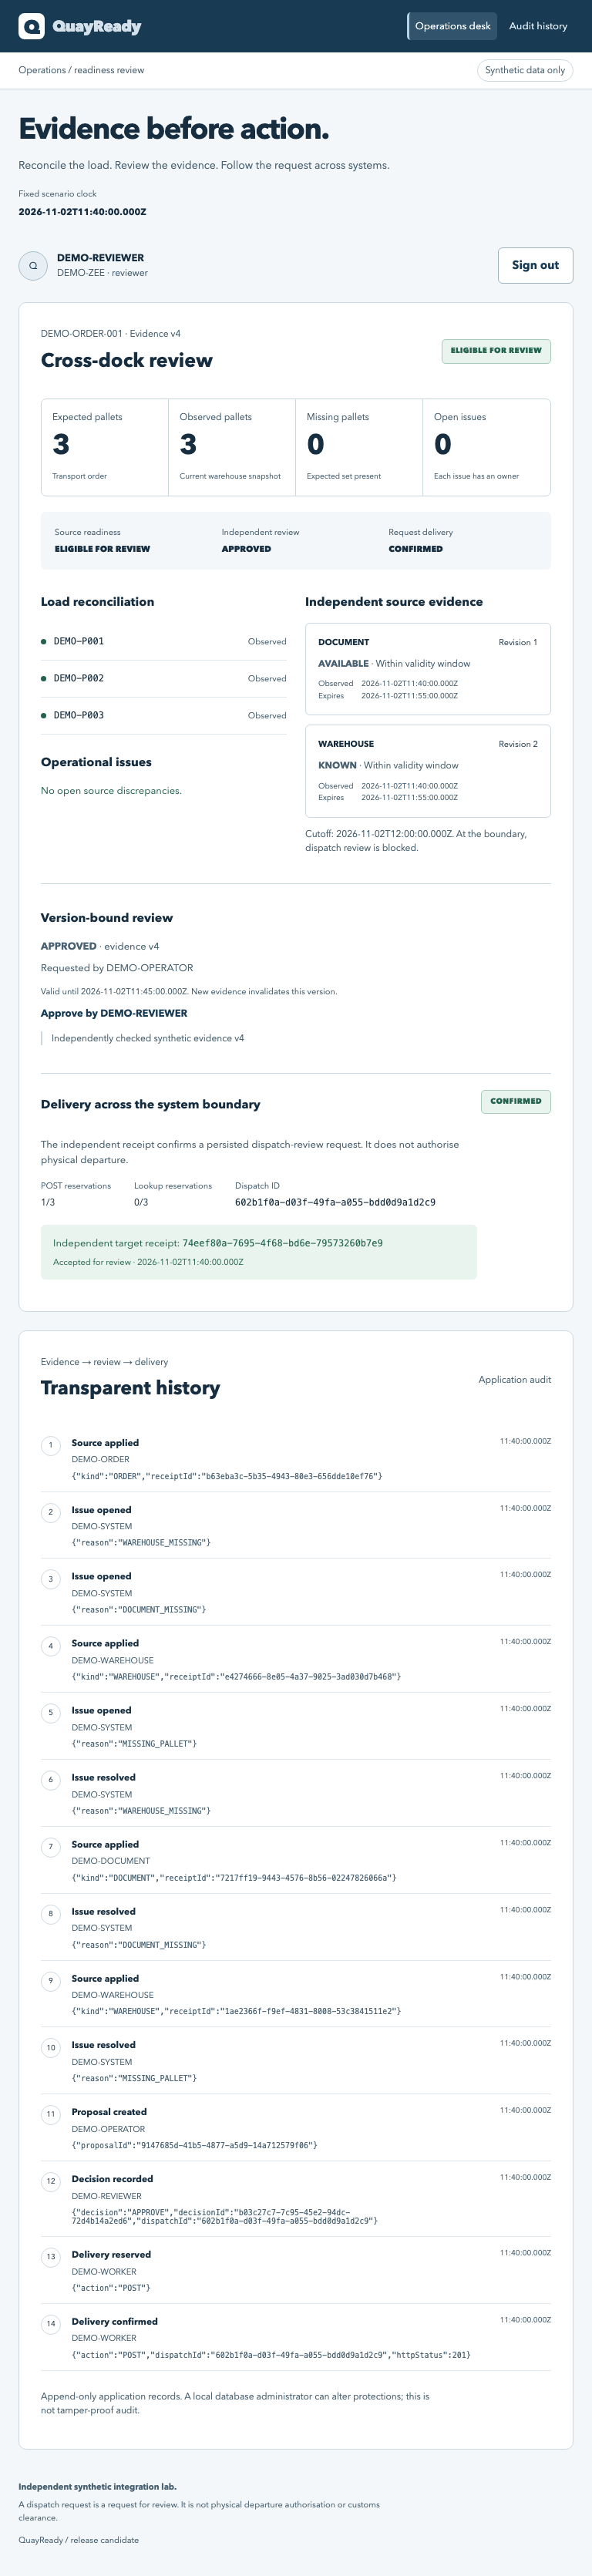 QuayReady
Operations desk
Audit history
Operations / readiness review
Synthetic data only
Evidence before action.
Reconcile the load. Review the evidence. Follow the request across systems.
Fixed scenario clock
2026-11-02T11:40:00.000Z
Q
DEMO-REVIEWER
DEMO-ZEE · reviewer
Sign out
DEMO-ORDER-001 · Evidence v4
Cross-dock review
ELIGIBLE FOR REVIEW
Expected pallets
3
Transport order
Observed pallets
3
Current warehouse snapshot
Missing pallets
0
Expected set present
Open issues
0
Each issue has an owner
Source readiness
ELIGIBLE FOR REVIEW
Independent review
APPROVED
Request delivery
CONFIRMED
Load reconciliation
DEMO-P001
Observed
DEMO-P002
Observed
DEMO-P003
Observed
Operational issues
No open source discrepancies.
Independent source evidence
DOCUMENT
Revision 1
AVAILABLE · Within validity window
Observed 2026-11-02T11:40:00.000Z
Expires 2026-11-02T11:55:00.000Z
WAREHOUSE
Revision 2
KNOWN · Within validity window
Observed 2026-11-02T11:40:00.000Z
Expires 2026-11-02T11:55:00.000Z
Cutoff: 2026-11-02T12:00:00.000Z. At the boundary,
dispatch review is blocked.
Version-bound review
APPROVED · evidence v4
Requested by DEMO-OPERATOR
Valid until 2026-11-02T11:45:00.000Z. New evidence invalidates this version.
Approve by DEMO-REVIEWER
Independently checked synthetic evidence v4
Delivery across the system boundary
CONFIRMED
The independent receipt confirms a persisted dispatch-review request. It does not authorise
physical departure.
POST reservations
1/3
Lookup reservations
0/3
Dispatch ID
602b1f0a-d03f-49fa-a055-bdd0d9a1d2c9
Independent target receipt: 74eef80a-7695-4f68-bd6e-79573260b7e9
Accepted for review · 2026-11-02T11:40:00.000Z
Evidence → review → delivery
Transparent history
Application audit
1
Source applied
11:40:00.000Z
DEMO-ORDER
{"kind":"ORDER","receiptId":"b63eba3c-5b35-4943-80e3-656dde10ef76"}
2
Issue opened
11:40:00.000Z
DEMO-SYSTEM
{"reason":"WAREHOUSE_MISSING"}
3
Issue opened
11:40:00.000Z
DEMO-SYSTEM
{"reason":"DOCUMENT_MISSING"}
4
Source applied
11:40:00.000Z
DEMO-WAREHOUSE
{"kind":"WAREHOUSE","receiptId":"e4274666-8e05-4a37-9025-3ad030d7b468"}
5
Issue opened
11:40:00.000Z
DEMO-SYSTEM
{"reason":"MISSING_PALLET"}
6
Issue resolved
11:40:00.000Z
DEMO-SYSTEM
{"reason":"WAREHOUSE_MISSING"}
7
Source applied
11:40:00.000Z
DEMO-DOCUMENT
{"kind":"DOCUMENT","receiptId":"7217ff19-9443-4576-8b56-02247826066a"}
8
Issue resolved
11:40:00.000Z
DEMO-SYSTEM
{"reason":"DOCUMENT_MISSING"}
9
Source applied
11:40:00.000Z
DEMO-WAREHOUSE
{"kind":"WAREHOUSE","receiptId":"1ae2366f-f9ef-4831-8008-53c3841511e2"}
10
Issue resolved
11:40:00.000Z
DEMO-SYSTEM
{"reason":"MISSING_PALLET"}
11
Proposal created
11:40:00.000Z
DEMO-OPERATOR
{"proposalId":"9147685d-41b5-4877-a5d9-14a712579f06"}
12
Decision recorded
11:40:00.000Z
DEMO-REVIEWER
{"decision":"APPROVE","decisionId":"b03c27c7-7c95-45e2-94dc-
72d4b14a2ed6","dispatchId":"602b1f0a-d03f-49fa-a055-bdd0d9a1d2c9"}
13
Delivery reserved
11:40:00.000Z
DEMO-WORKER
{"action":"POST"}
14
Delivery confirmed
11:40:00.000Z
DEMO-WORKER
{"action":"POST","dispatchId":"602b1f0a-d03f-49fa-a055-bdd0d9a1d2c9","httpStatus":201}
Append-only application records. A local database administrator can alter protections; this is
not tamper-proof audit.
Independent synthetic integration lab.
A dispatch request is a request for review. It is not physical departure authorisation or customs
clearance.
QuayReady / release candidate